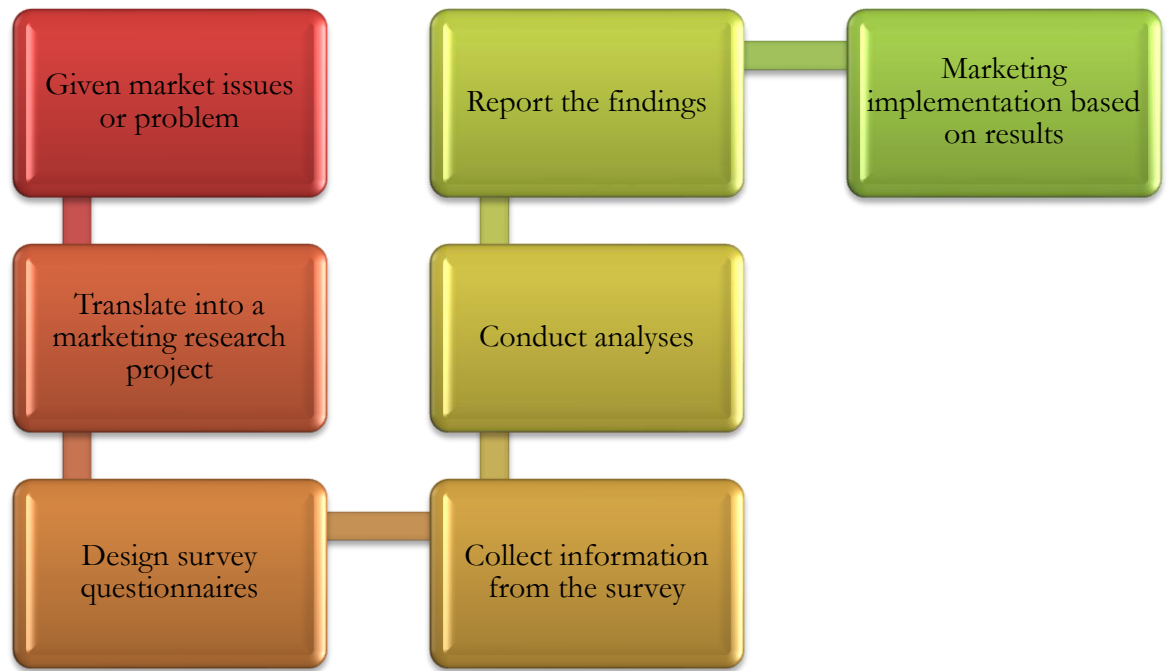 Given market issues
or problem
Translate into a
marketing research
project
Design survey
questionnaires
Collect information
from the survey
Conduct analyses
Report the findings
Marketing
implementation based
on results